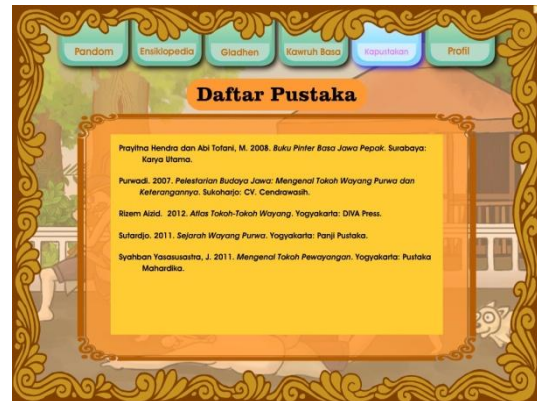 Pandom Ensiklopedia Gladhen Kawruh Basa Kapustakan Profil
Daftar Pustaka
Prayitna Hendra dan Abi Tofani, M. 2008. Buku Pinter Basa Jawa Pepak. Surabaya:
Karya Utama.
Purwadi. 2007. Pelestarian Budaya Jawa: Mengenal Tokoh Wayang Purwa dan
Keterangannya. Sukoharjo: CV. Cendrawasih.
Rizem Aizid. 2012. Atlas Tokoh-Tokoh Wayang. Yogyakarta: DIVA Press.
Sutardjo. 2011. Sejarah Wayang Purwa. Yogyakarta: Panji Pustaka.
Syahban Yasasusastra, J. 2011. Mengenal Tokoh Pewayangan. Yogyakarta: Pustaka
Mahardika.